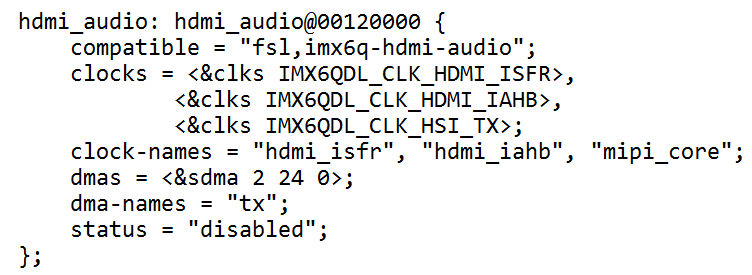 hdmi_audio: hdmi_audio@00120000 {
    compatible = "fsl,imx6q-hdmi-audio";
    clocks = <&clks IMX6QDL_CLK_HDMI_ISFR>,
            <&clks IMX6QDL_CLK_HDMI_IAHB>,
            <&clks IMX6QDL_CLK_HSI_TX>;
    clock-names = "hdmi_isfr", "hdmi_iahb", "mipi_core";
    dmas = <&sdma 2 24 0>;
    dma-names = "tx";
    status = "disabled";
};